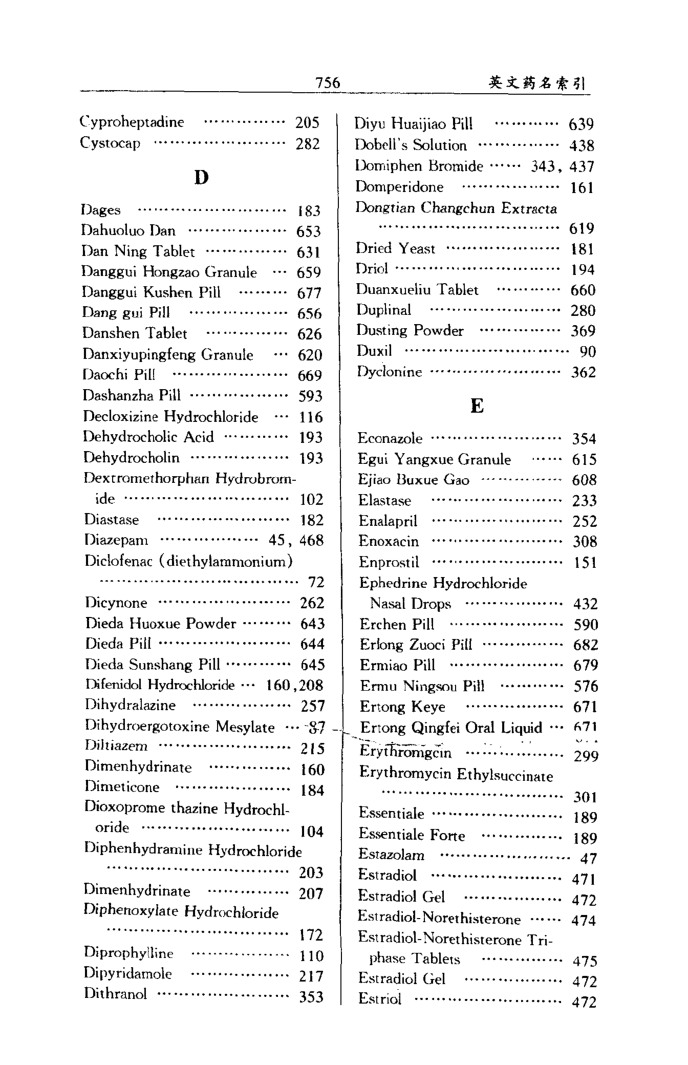 756
英文药名索引
Cyproheptadine …………… 205
Cystocap …………………… 282
D
Dages ……………………… 183
Dahuoluo Dan ……………… 653
Dan Ning Tablet …………… 631
Danggui Hongzao Granule … 659
Danggui Kushen Pill ……… 677
Dang gui Pill ……………… 656
Danshen Tablet …………… 626
Danxiyupingfeng Granule … 620
Daochi Pill ………………… 669
Dashanzha Pill ……………… 593
Decloxizine Hydrochloride … 116
Dehydrocholic Acid ………… 193
Dehydrocholin ……………… 193
Dextromethorphan Hydrobrom-
ide ………………………… 102
Diastase …………………… 182
Diazepam ……………… 45, 468
Diclofenac (diethylammonium)
……………………………… 72
Dicynone …………………… 262
Dieda Huoxue Powder ……… 643
Dieda Pill …………………… 644
Dieda Sunshang Pill ………… 645
Difenidol Hydrochloride … 160,208
Dihydralazine ……………… 257
Dihydroergotoxine Mesylate … 87
Diltiazem …………………… 215
Dimenhydrinate …………… 160
Dimeticone ………………… 184
Dioxoprome thazine Hydrochl-
oride ……………………… 104
Diphenhydramine Hydrochloride
…………………………… 203
Dimenhydrinate …………… 207
Diphenoxylate Hydrochloride
…………………………… 172
Diprophylline ……………… 110
Dipyridamole ……………… 217
Dithranol …………………… 353
Diyu Huaijiao Pill ………… 639
Dobell's Solution …………… 438
Domiphen Bromide …… 343, 437
Domperidone ……………… 161
Dongtian Changchun Extracta
…………………………… 619
Dried Yeast ………………… 181
Driol ………………………… 194
Duanxueliu Tablet ………… 660
Duplinal …………………… 280
Dusting Powder …………… 369
Duxil ………………………… 90
Dyclonine …………………… 362
E
Econazole …………………… 354
Egui Yangxue Granule …… 615
Ejiao Buxue Gao …………… 608
Elastase …………………… 233
Enalapril …………………… 252
Enoxacin …………………… 308
Enprostil …………………… 151
Ephedrine Hydrochloride
Nasal Drops ……………… 432
Erchen Pill ………………… 590
Erlong Zuoci Pill …………… 682
Ermiao Pill ………………… 679
Ermu Ningsou Pill ………… 576
Ertong Keye ……………… 671
Ertong Qingfei Oral Liquid … 671
Erythromgcin ……………… 299
Erythromycin Ethylsuccinate
…………………………… 301
Essentiale …………………… 189
Essentiale Forte …………… 189
Estazolam …………………… 47
Estradiol …………………… 471
Estradiol Gel ……………… 472
Estradiol-Norethisterone …… 474
Estradiol-Norethisterone Tri-
phase Tablets …………… 475
Estradiol Gel ……………… 472
Estriol ……………………… 472